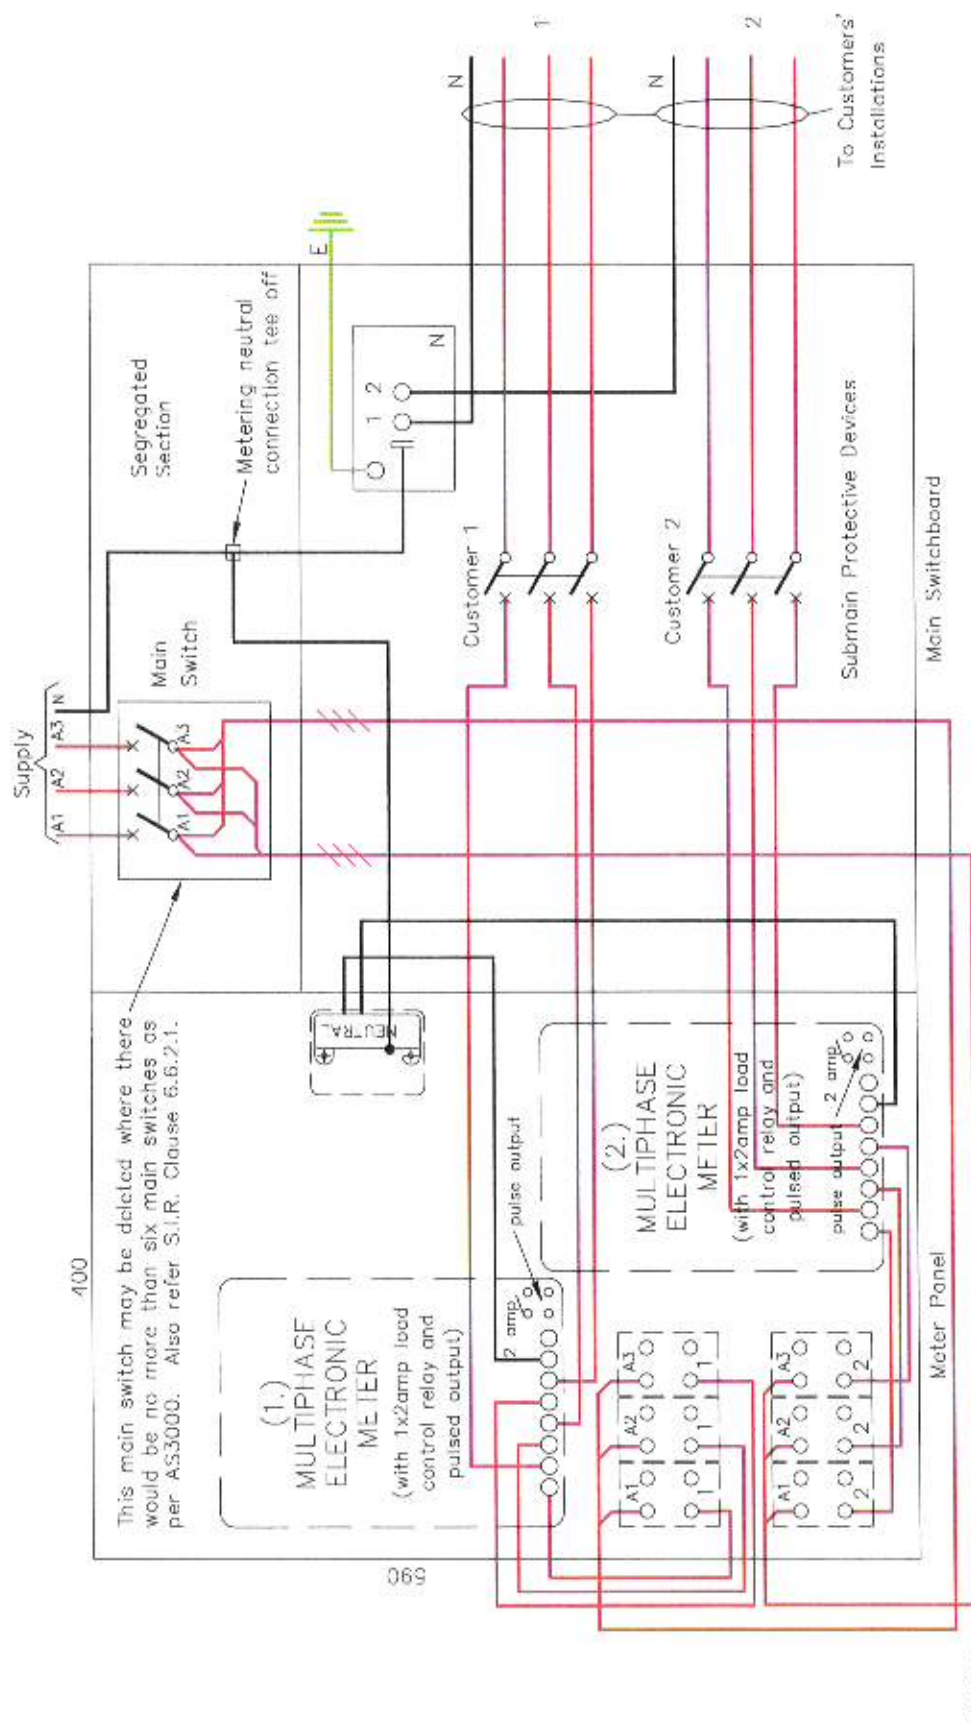 Supply
A1
A2
A3
N
This main switch may be deleted where there
would be no more than six main switches as
per AS3000. Also refer S.I.R. Clause 6.6.2.1.
400
690
A1
A2
A3
Main
Switch
Segregated
Section
Metering neutral
connection tee off
E
1
2
N
NEUTRAL
(1.)
MULTIPHASE
ELECTRONIC
METER
(with 1x2amp load
control relay and
pulsed output)
2 amp
pulse output
(2.)
MULTIPHASE
ELECTRONIC
METER
(with 1x2amp load
control relay and
pulsed output)
pulse output
2 amp
Customer 1
Customer 2
N
1
N
2
To Customers'
Installations
A1
A2
A3
1
1
1
A1
A2
A3
2
2
2
Submain Protective Devices
Meter Panel
Main Switchboard